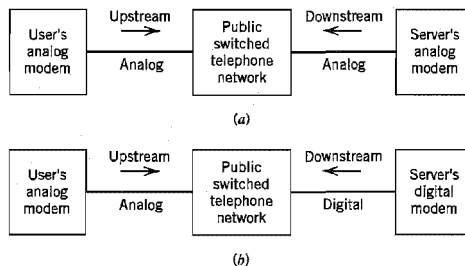 Upstream
Downstream
User's
analog
modem
Public
switched
telephone
network
Server's
analog
modem
Analog
Analog
(a)
Upstream
Downstream
User's
analog
modem
Public
switched
telephone
network
Server's
digital
modem
Analog
Digital
(b)